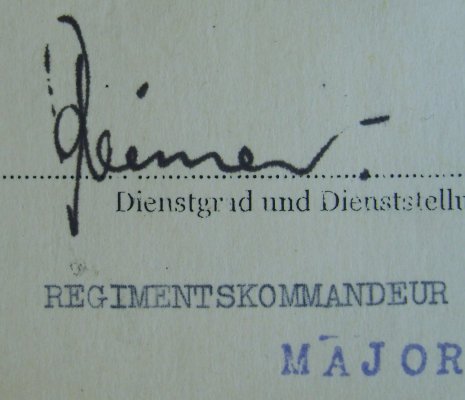 Dienstgrad und Dienststellu
REGIMENTSKOMMANDEUR
MAJOR